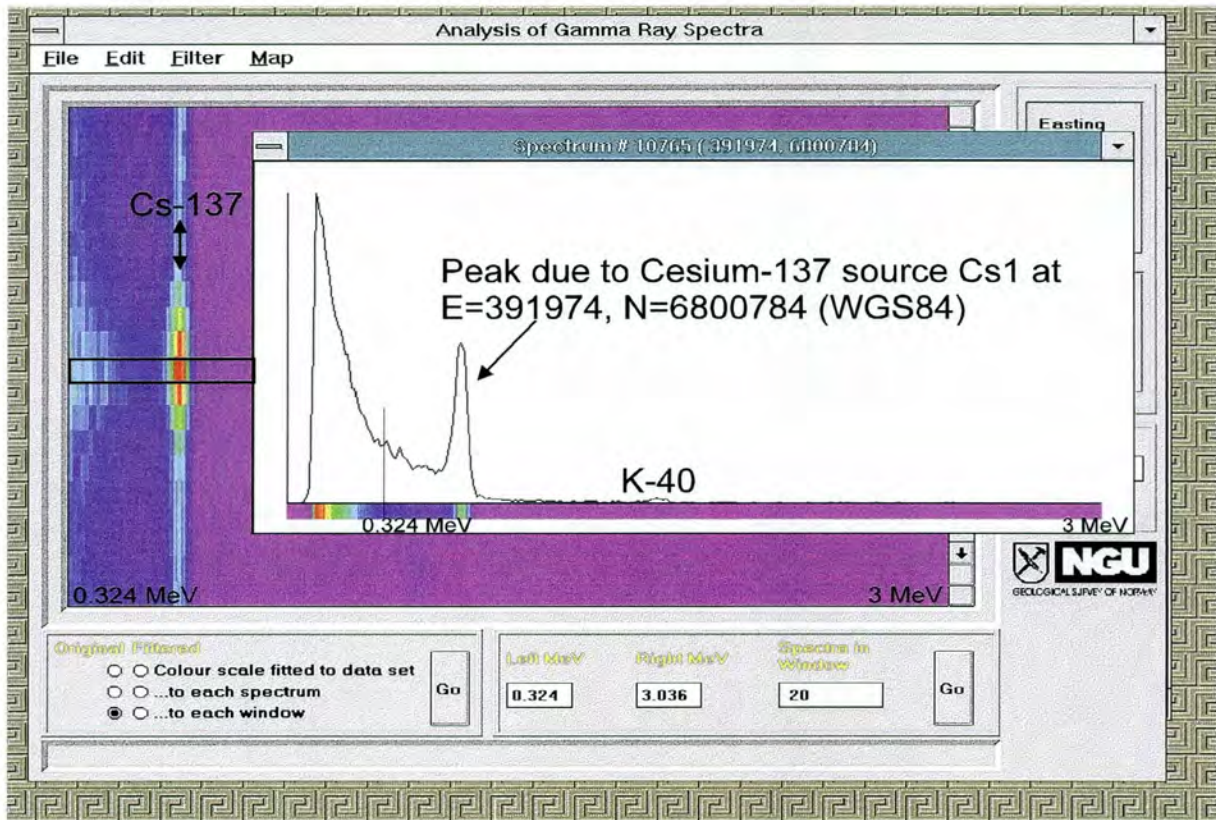 Analysis of Gamma Ray Spectra
File Edit Filter Map
Easting
Spectrum # 10765 ( 391974, 6800784)
Cs-137
Peak due to Cesium-137 source Cs1 at
E=391974, N=6800784 (WGS84)
K-40
0.324 MeV 3 MeV
0.324 MeV 3 MeV
NGU
GEOLOGICAL SURVEY OF NORWAY
Original Filtered
Colour scale fitted to data set
...to each spectrum
...to each window
Go
Left MeV Right MeV Spectra in
Window
0.324 3.036 20
Go